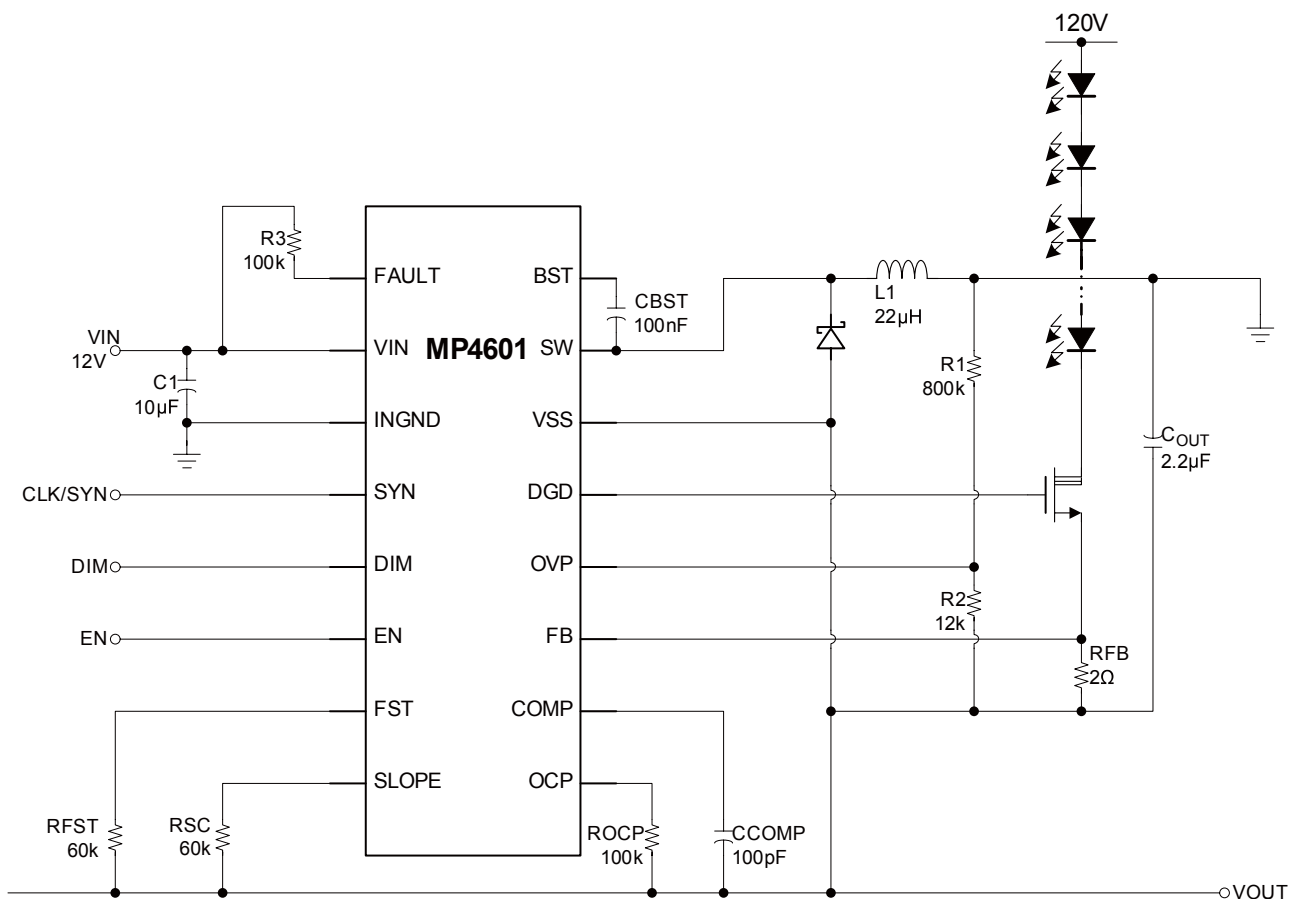 120V
R3
100k
FAULT
BST
CBST
100nF
L1
22µH
VIN
12V
VIN
MP4601
SW
C1
10µF
R1
800k
INGND
VSS
COUT
2.2µF
CLK/SYN
SYN
DGD
DIM
DIM
OVP
R2
12k
EN
EN
FB
RFB
2Ω
FST
COMP
SLOPE
OCP
RFST
60k
RSC
60k
ROCP
100k
CCOMP
100pF
VOUT